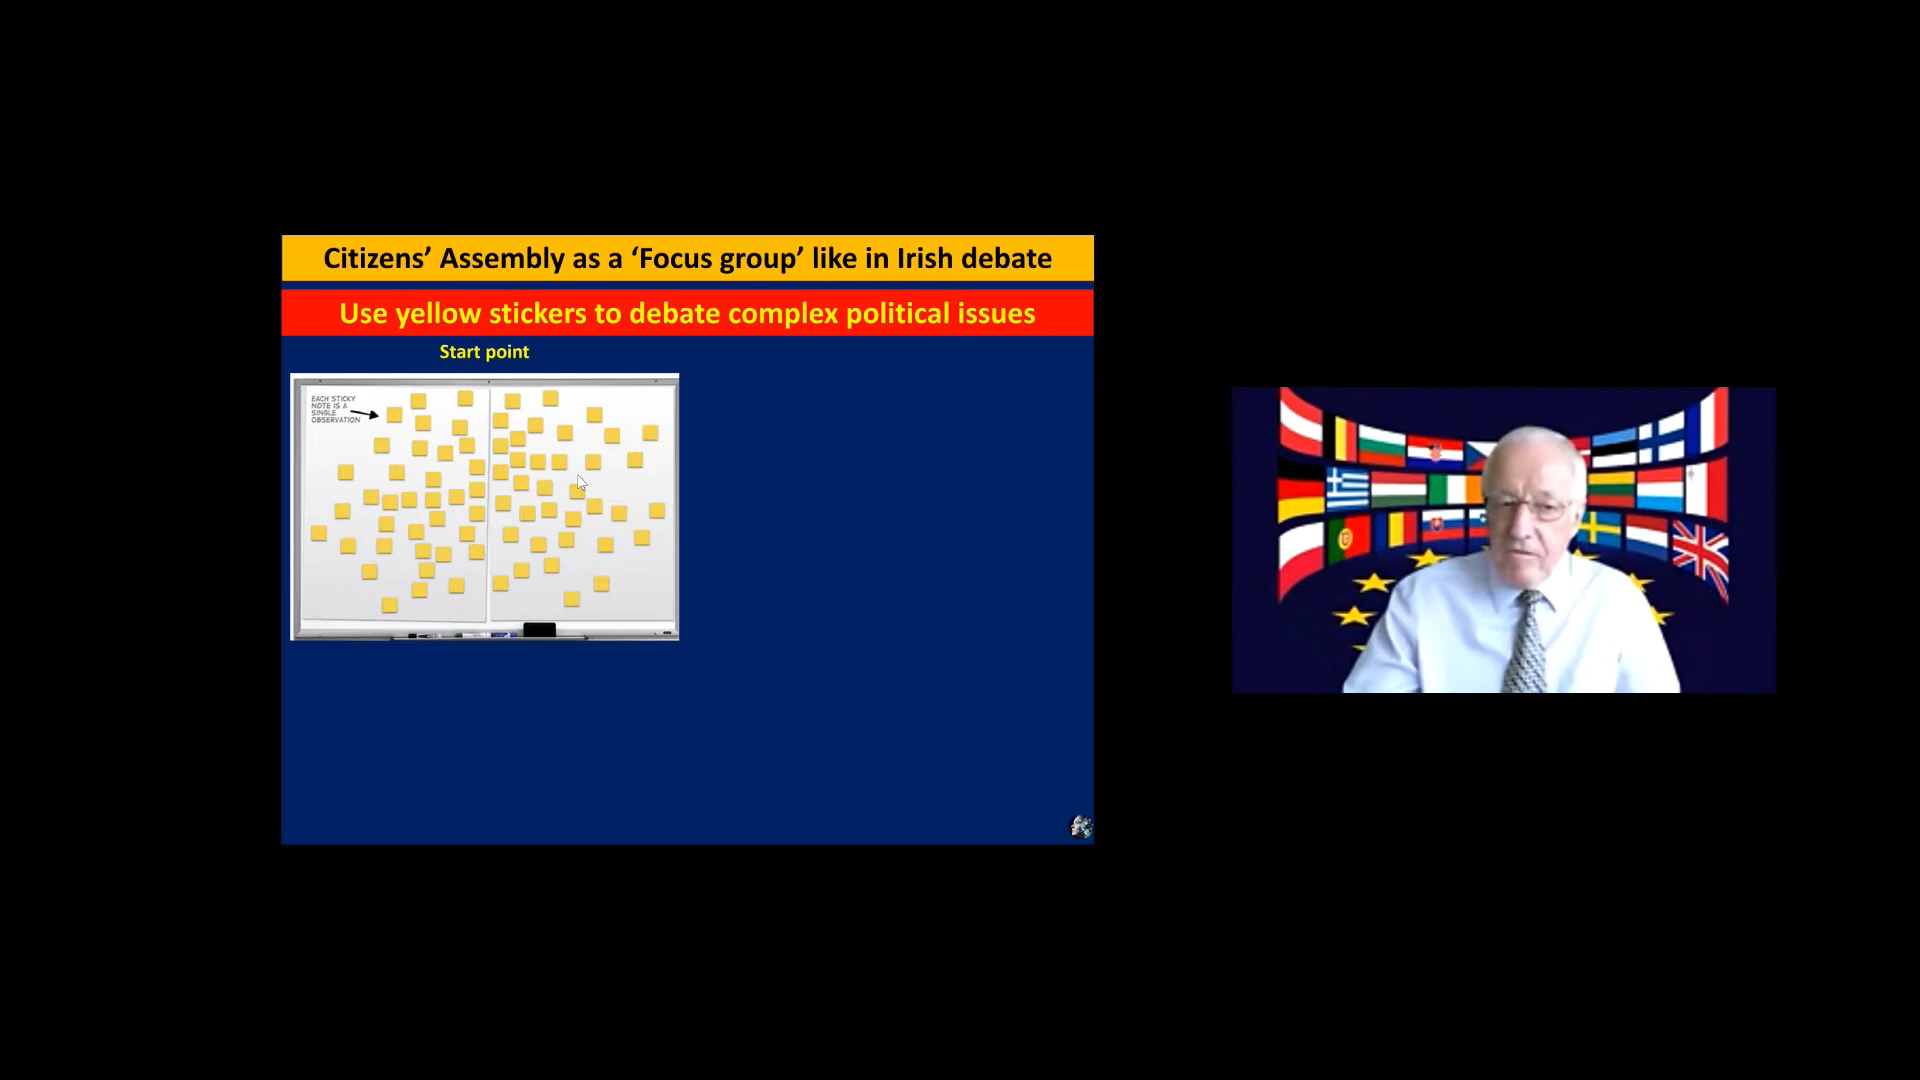 Citizens’ Assembly as a ‘Focus group’ like in Irish debate
Use yellow stickers to debate complex political issues
Start point
EACH STICKY
NOTE IS A
SINGLE
OBSERVATION